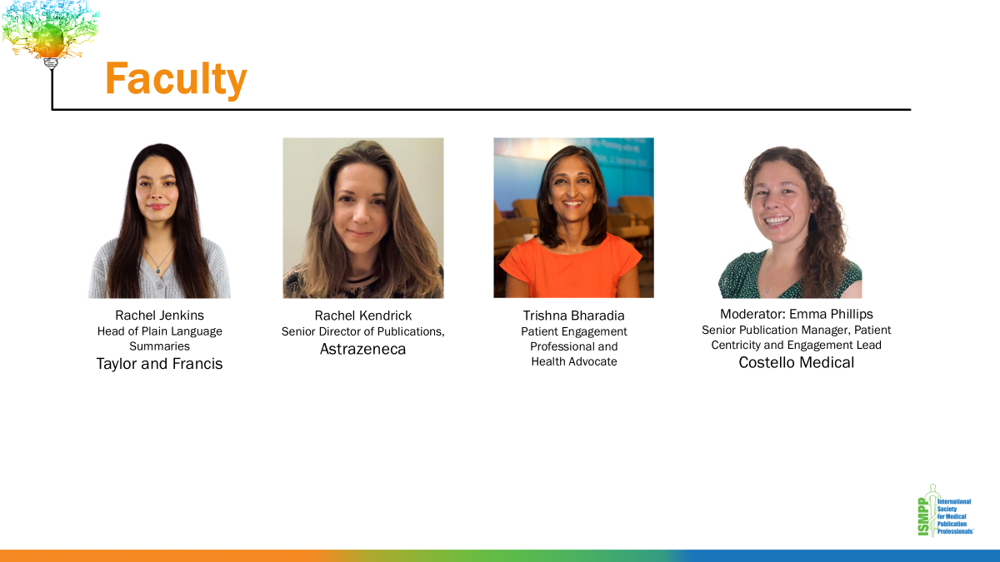 Faculty
Rachel Jenkins
Head of Plain Language
Summaries
Taylor and Francis
Rachel Kendrick
Senior Director of Publications,
Astrazeneca
Trishna Bharadia
Patient Engagement
Professional and
Health Advocate
Moderator: Emma Phillips
Senior Publication Manager, Patient
Centricity and Engagement Lead
Costello Medical
ISMPP
International
Society
for Medical
Publication
Professionals